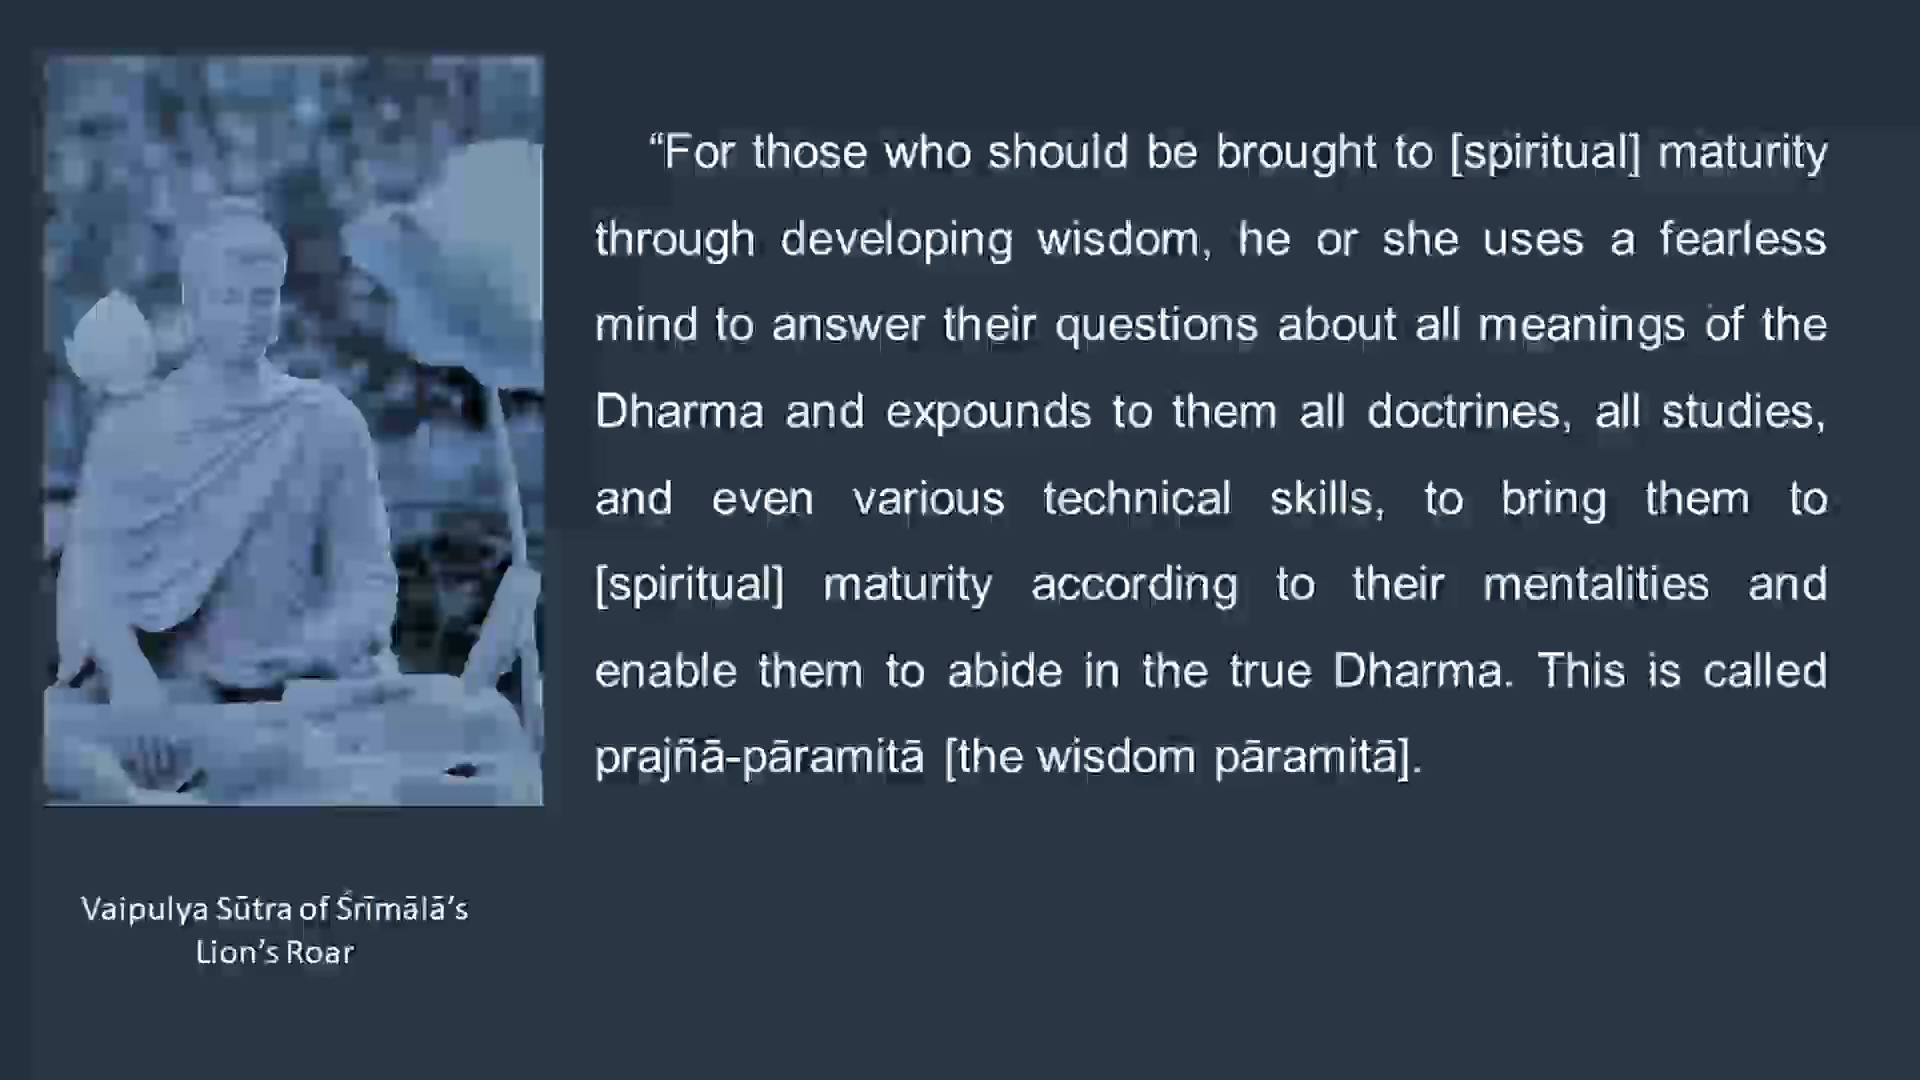 “For those who should be brought to [spiritual] maturity
through developing wisdom, he or she uses a fearless
mind to answer their questions about all meanings of the
Dharma and expounds to them all doctrines, all studies,
and even various technical skills, to bring them to
[spiritual] maturity according to their mentalities and
enable them to abide in the true Dharma. This is called
prajñā-pāramitā [the wisdom pāramitā].
Vaipulya Sūtra of Śrīmālā’s
Lion’s Roar